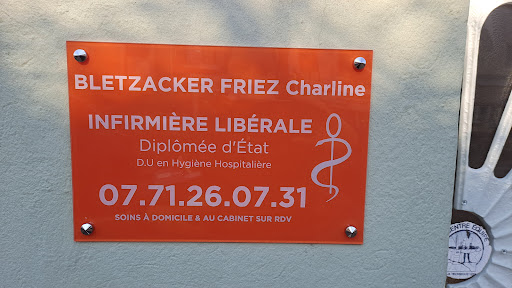 BLETZACKER FRIEZ Charline
INFIRMIÈRE LIBÉRALE
Diplômée d'État
D.U en Hygiène Hospitalière
07.71.26.07.31
SOINS À DOMICILE & AU CABINET SUR RDV